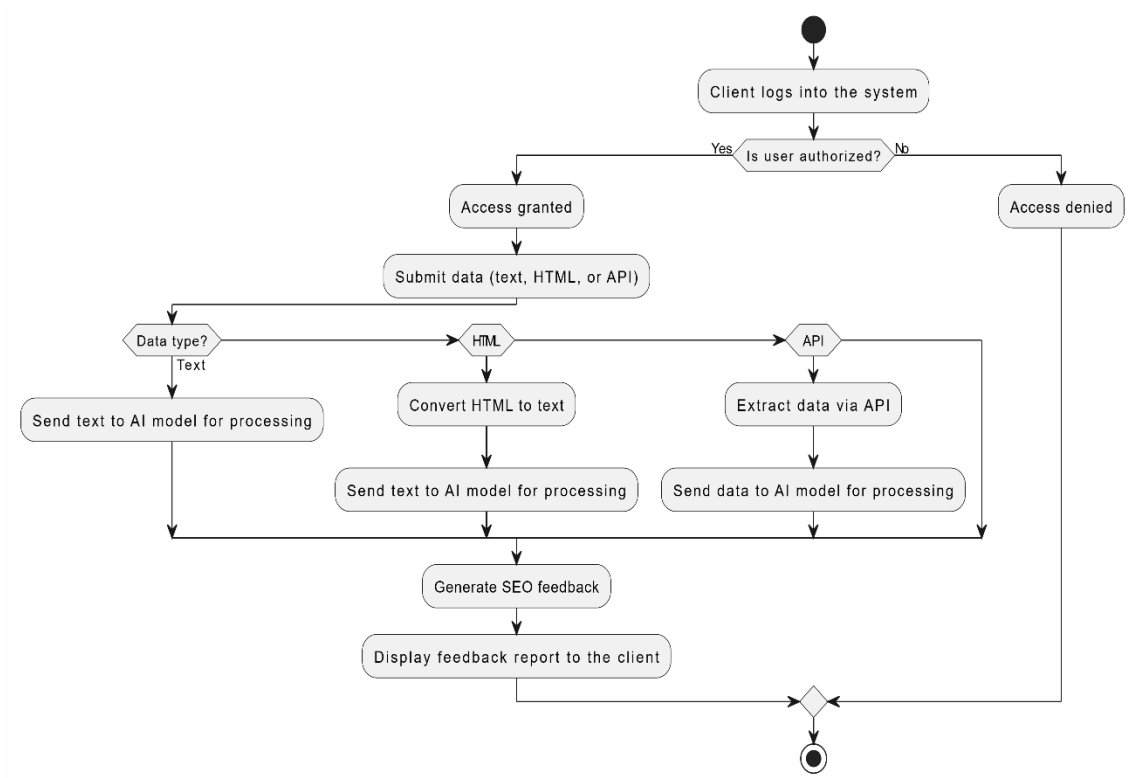 Client logs into the system
Yes
Is user authorized?
No
Access granted
Access denied
Submit data (text, HTML, or API)
Data type?
HTML
API
Text
Send text to AI model for processing
Convert HTML to text
Extract data via API
Send text to AI model for processing
Send data to AI model for processing
Generate SEO feedback
Display feedback report to the client